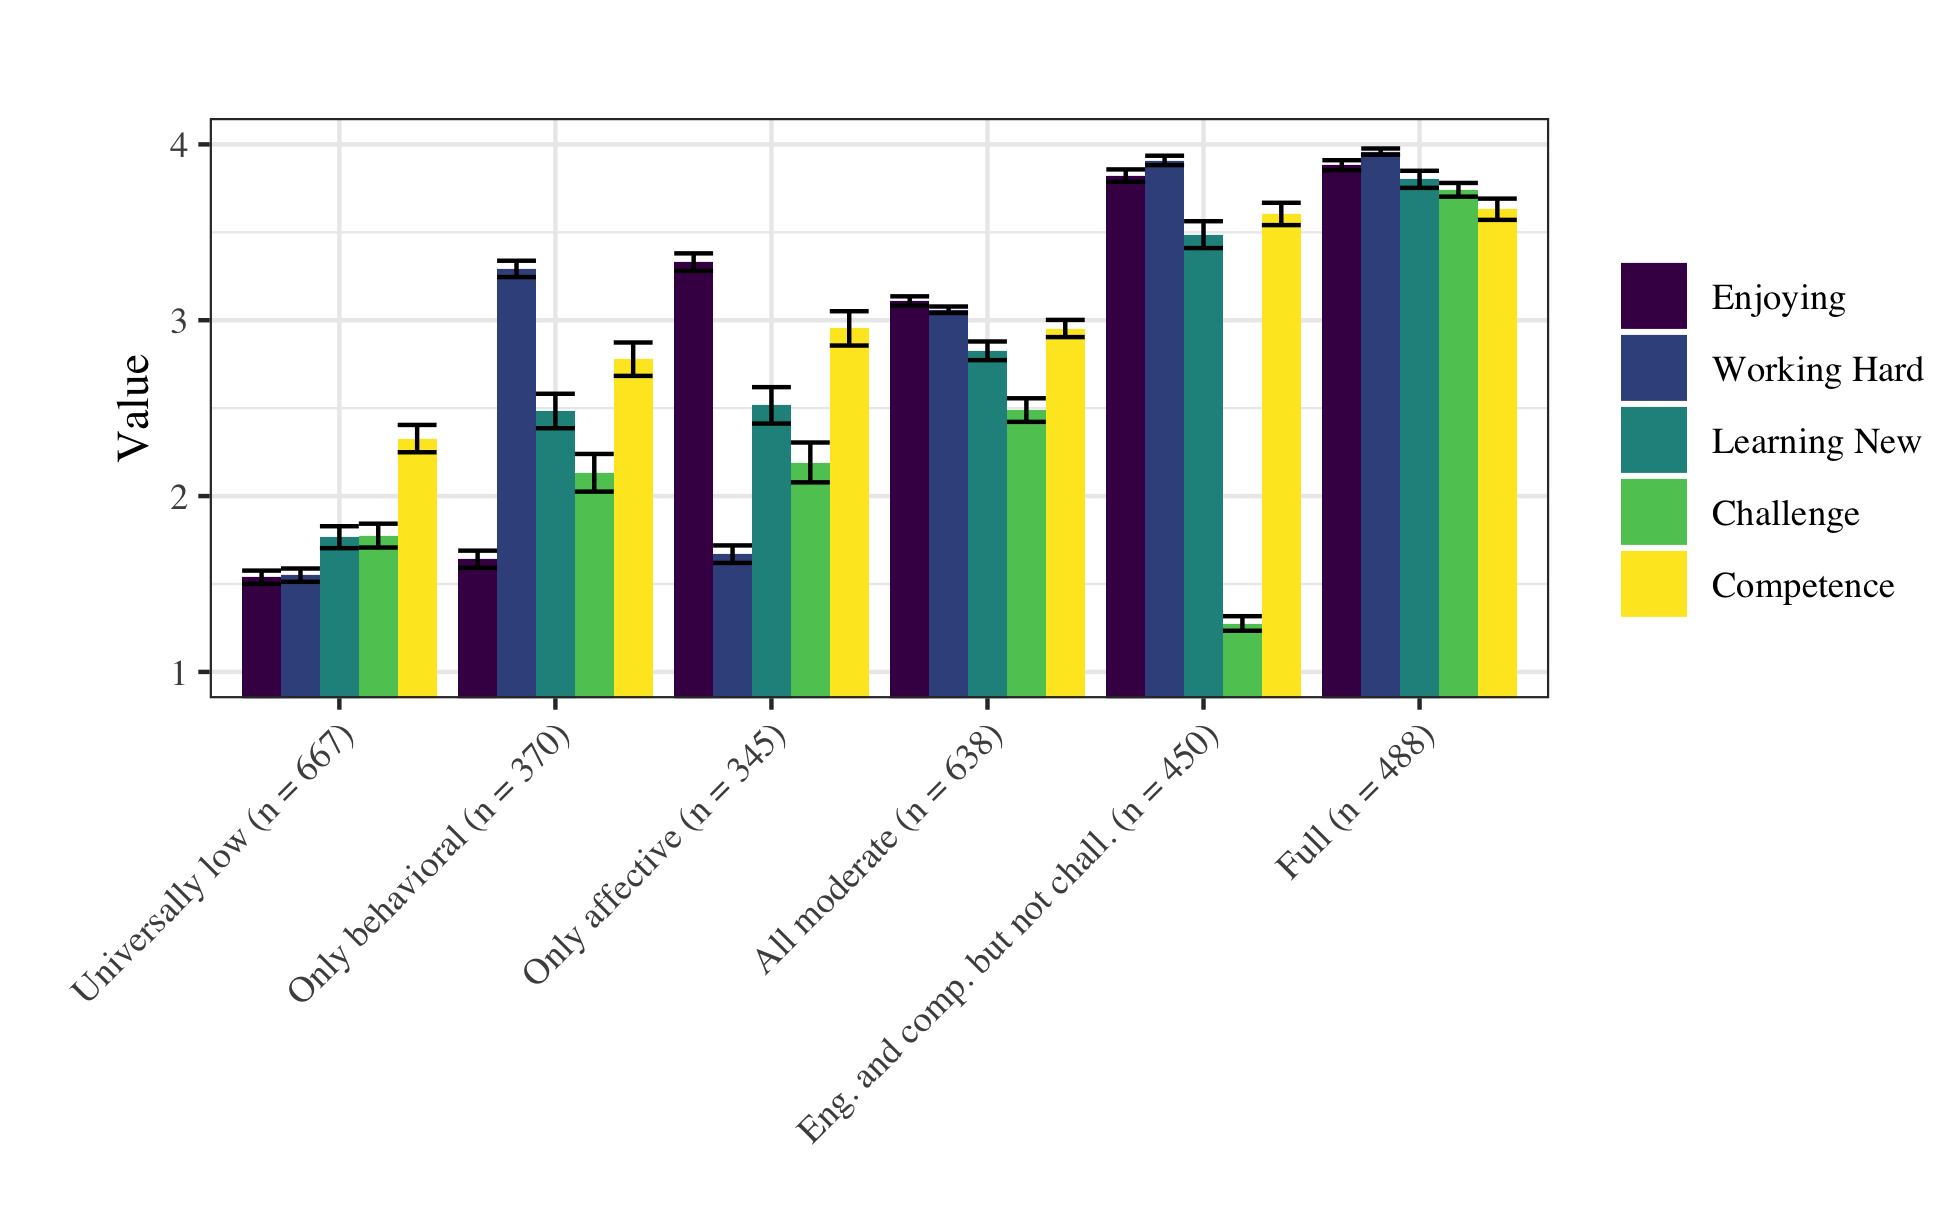 Value
4
3
2
1
Universally low (n = 667)
Only behavioral (n = 370)
Only affective (n = 345)
All moderate (n = 638)
Eng. and comp. but not chall. (n = 450)
Full (n = 488)
Enjoying
Working Hard
Learning New
Challenge
Competence